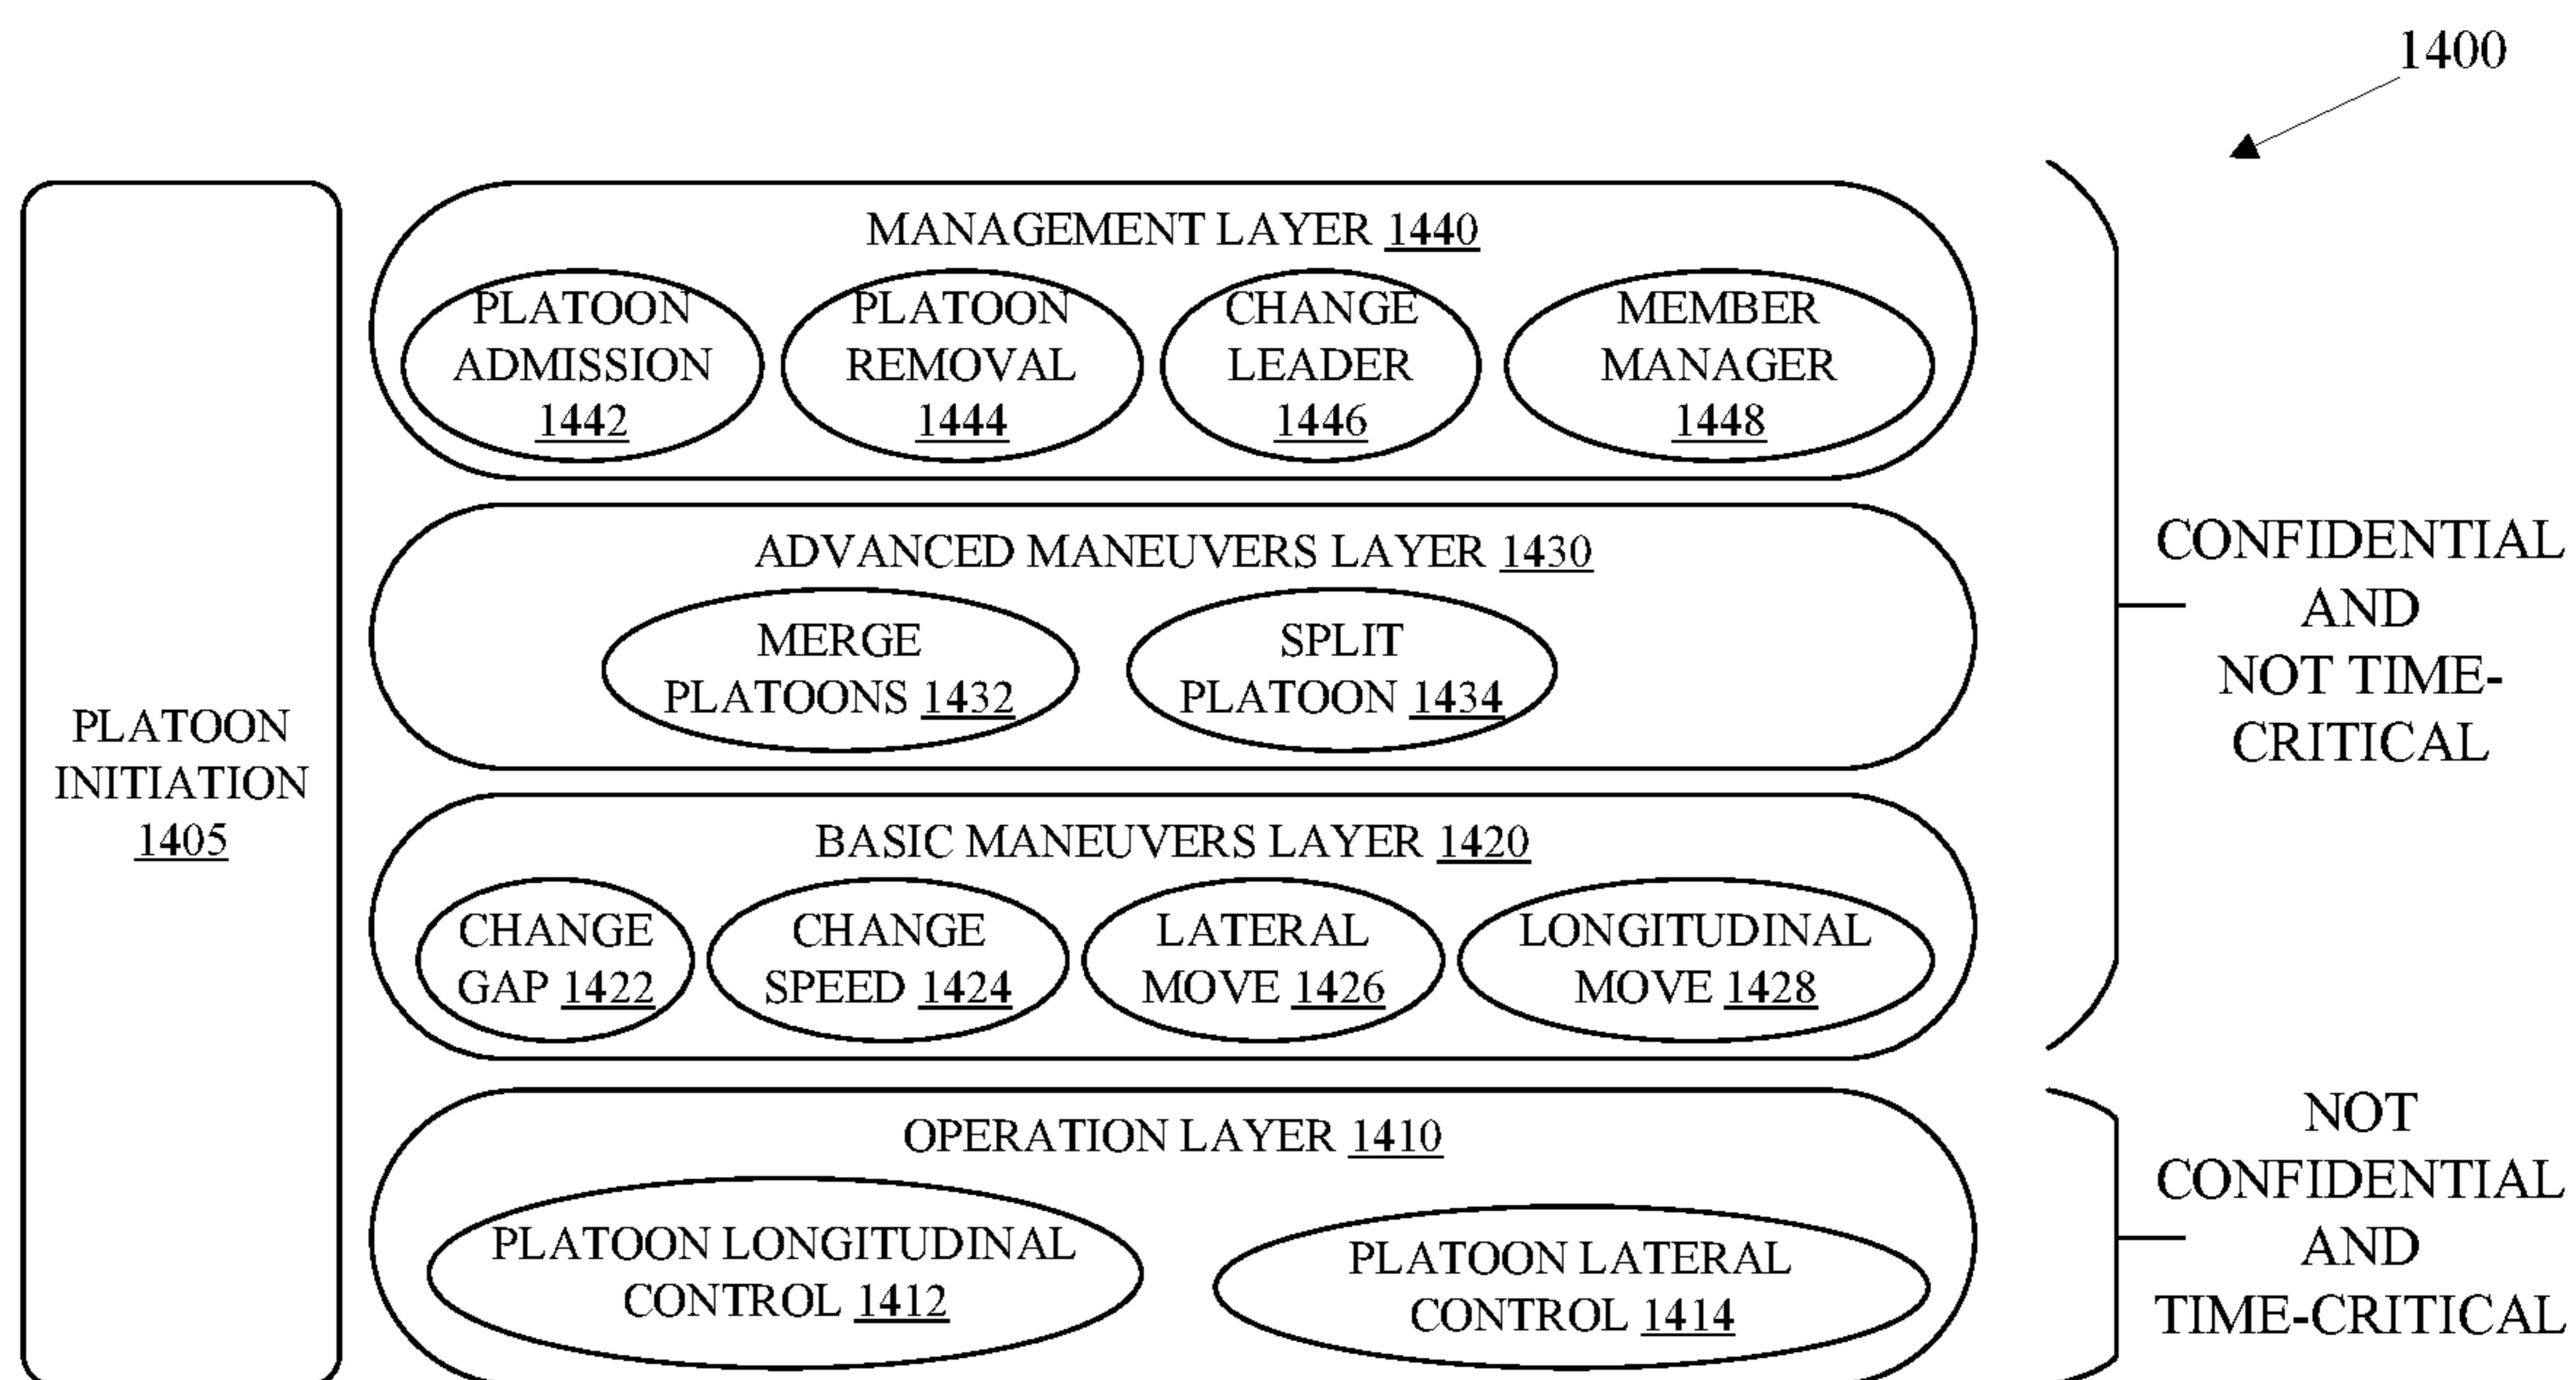 1400
PLATOON
INITIATION
1405
MANAGEMENT LAYER 1440
PLATOON
ADMISSION
1442
PLATOON
REMOVAL
1444
CHANGE
LEADER
1446
MEMBER
MANAGER
1448
ADVANCED MANEUVERS LAYER 1430
MERGE
PLATOONS 1432
SPLIT
PLATOON 1434
BASIC MANEUVERS LAYER 1420
CHANGE
GAP 1422
CHANGE
SPEED 1424
LATERAL
MOVE 1426
LONGITUDINAL
MOVE 1428
OPERATION LAYER 1410
PLATOON LONGITUDINAL
CONTROL 1412
PLATOON LATERAL
CONTROL 1414
CONFIDENTIAL
AND
NOT TIME-
CRITICAL
NOT
CONFIDENTIAL
AND
TIME-CRITICAL